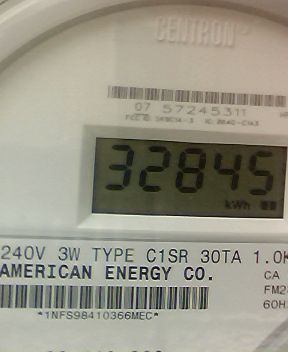 CENTRON
07 57245311
32845
kWh
240V 3W TYPE C1SR 30TA 1.0K
AMERICAN ENERGY CO.
CA
FM2
60H
*1NFS98410366MEC*